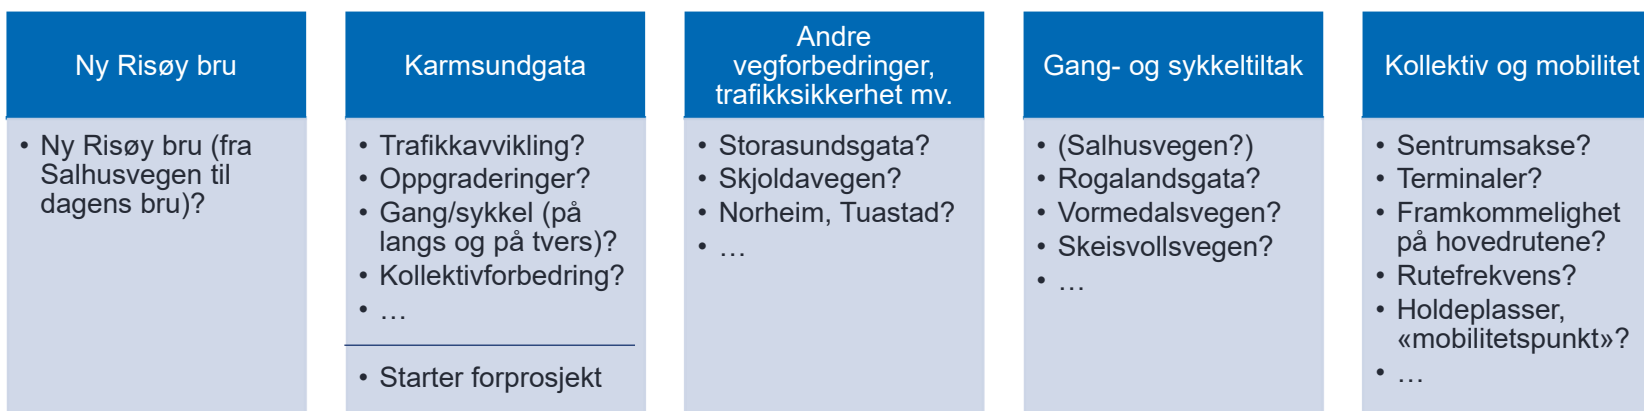 Ny Risøy bru
• Ny Risøy bru (fra
Salhusvegen til
dagens bru)?
Karmsundgata
• Trafikkavvikling?
• Oppgraderinger?
• Gang/sykkel (på
langs og på tvers)?
• Kollektivforbedring?
• …
• Starter forprosjekt
Andre
vegforbedringer,
trafikksikkerhet mv.
• Storasundsgata?
• Skjoldavegen?
• Norheim, Tuastad?
• …
Gang- og sykkeltiltak
• (Salhusvegen?)
• Rogalandsgata?
• Vormedalsvegen?
• Skeisvollsvegen?
• …
Kollektiv og mobilitet
• Sentrumsakse?
• Terminaler?
• Framkommelighet
på hovedrutene?
• Rutefrekvens?
• Holdeplasser,
«mobilitetspunkt»?
• …